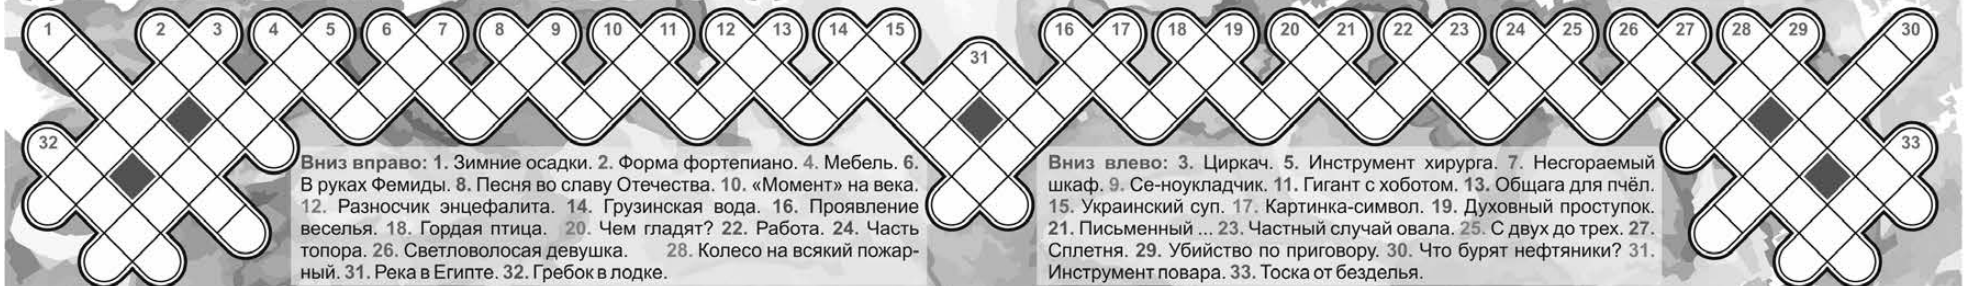 1 2 3 4 5 6 7 8 9 10 11 12 13 14 15 16 17 18 19 20 21 22 23 24 25 26 27 28 29 30
31
32 33
Вниз вправо: 1. Зимние осадки. 2. Форма фортепиано. 4. Мебель. 6.
В руках Фемиды. 8. Песня во славу Отечества. 10. «Момент» на века.
12. Разносчик энцефалита. 14. Грузинская вода. 16. Проявление
веселья. 18. Гордая птица. 20. Чем гладят? 22. Работа. 24. Часть
топора. 26. Светловолосая девушка. 28. Колесо на всякий пожар-
ный. 31. Река в Египте. 32. Гребок в лодке.
Вниз влево: 3. Циркач. 5. Инструмент хирурга. 7. Несгораемый
шкаф. 9. Се-ноукладчик. 11. Гигант с хоботом. 13. Общага для пчёл.
15. Украинский суп. 17. Картинка-символ. 19. Духовный проступок.
21. Письменный ... 23. Частный случай овала. 25. С двух до трех. 27.
Сплетня. 29. Убийство по приговору. 30. Что бурят нефтяники? 31.
Инструмент повара. 33. Тоска от безделья.